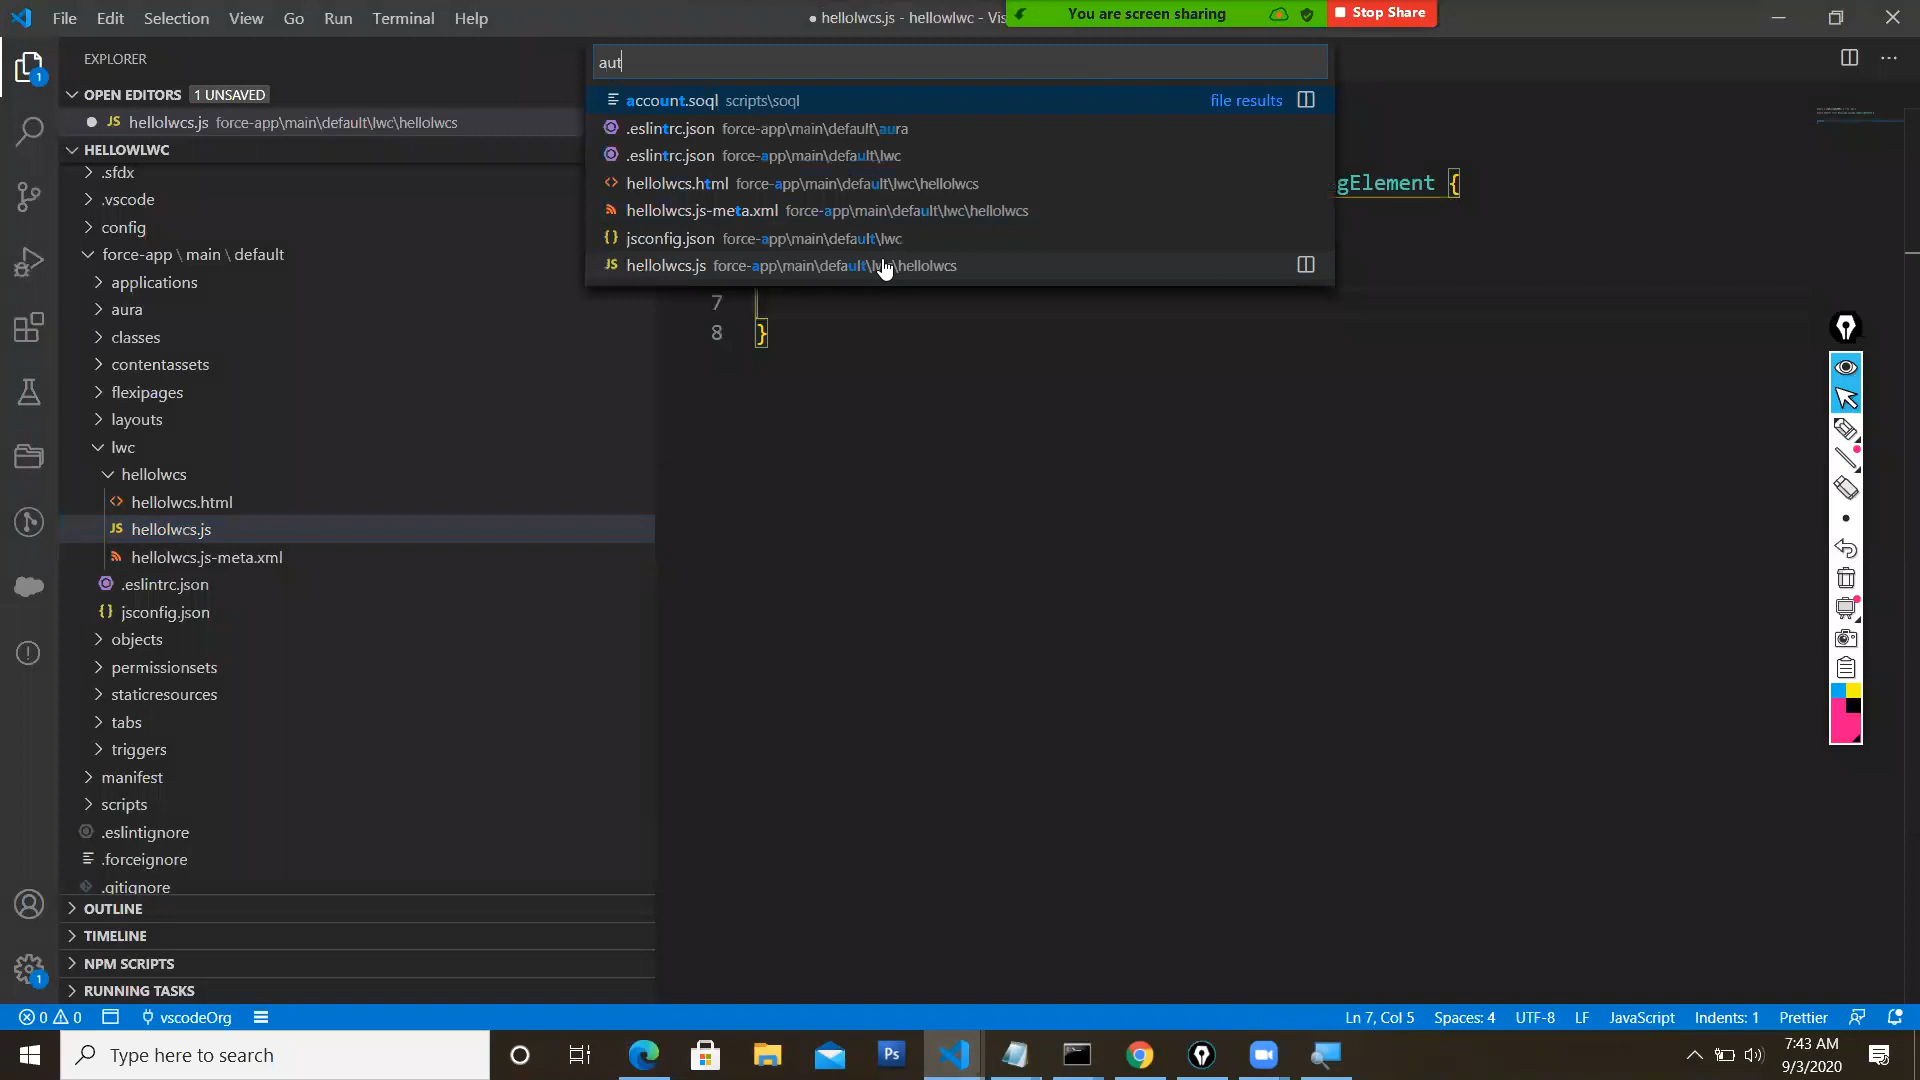 File Edit Selection View Go Run Terminal Help
● hellolwcs.js - hellowlwc - Vis
You are screen sharing
Stop Share
EXPLORER
OPEN EDITORS 1 UNSAVED
● JS hellolwcs.js force-app\main\default\lwc\hellolwcs
HELLOWLWC
.sfdx
.vscode
config
force-app \ main \ default
applications
aura
classes
contentassets
flexipages
layouts
lwc
hellolwcs
<> hellolwcs.html
JS hellolwcs.js
hellolwcs.js-meta.xml
.eslintrc.json
{} jsconfig.json
objects
permissionsets
staticresources
tabs
triggers
manifest
scripts
.eslintignore
.forceignore
.gitignore
OUTLINE
TIMELINE
NPM SCRIPTS
RUNNING TASKS
1
1
aut
account.soql scripts\soql file results
.eslintrc.json force-app\main\default\aura
.eslintrc.json force-app\main\default\lwc
<> hellolwcs.html force-app\main\default\lwc\hellolwcs
hellolwcs.js-meta.xml force-app\main\default\lwc\hellolwcs
{} jsconfig.json force-app\main\default\lwc
JS hellolwcs.js force-app\main\default\lwc\hellolwcs
gElement {
7
8 }
0 0 vscodeOrg
Ln 7, Col 5 Spaces: 4 UTF-8 LF JavaScript Indents: 1 Prettier
Type here to search
Ps
7:43 AM
9/3/2020